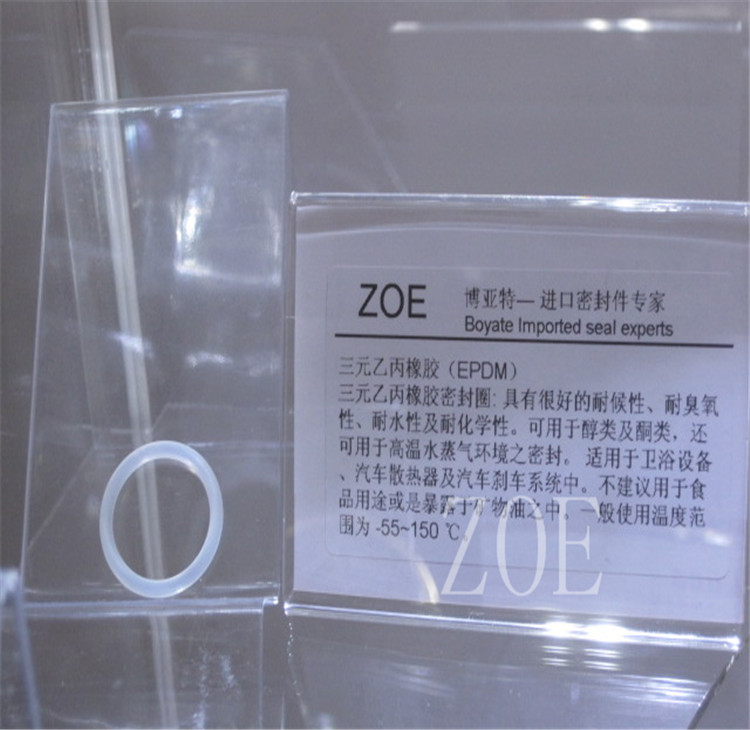 ZOE 博亚特—进口密封件专家
Boyate Imported seal experts
三元乙丙橡胶（EPDM）
三元乙丙橡胶密封圈: 具有很好的耐候性、耐臭氧
性、耐水性及耐化学性。可用于醇类及酮类，还
可用于高温水蒸气环境之密封。 适用于卫浴设备
、汽车散热器及汽车刹车系统中。不建议用于食
品用途或是暴露于矿物油之中。一般使用温度范
围为 -55~150 ℃。
ZOE